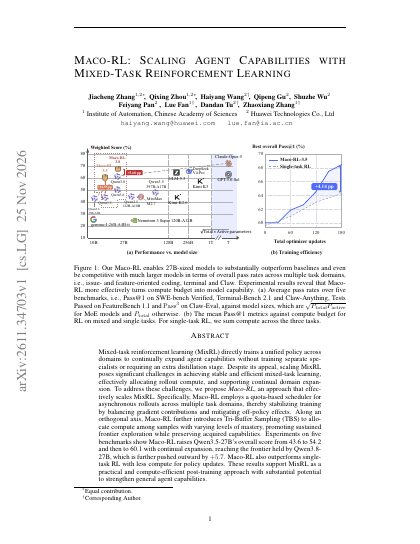 MACO-RL: SCALING AGENT CAPABILITIES WITH
MIXED-TASK REINFORCEMENT LEARNING
Jiacheng Zhang Qixing Zhou Haiyang Wang Qipeng Gu Shuzhe Wu
Feiyang Pan Lue Fan Dandan Tu Zhaoxiang Zhang
1 Institute of Automation, Chinese Academy of Sciences 2 Huawei Technologies Co., Ltd
haiyang.wang@huawei.com lue.fan@ia.ac.cn
Weighted Score (%)
Best overall Pass@1 (%)
Maco-RL-3.5
Single-task RL
Total optimizer updates
(a) Performance vs. model size
(b) Training efficiency
Figure 1: Our Maco-RL enables 27B-sized models to substantially outperform baselines and even
be competitive with much larger models in terms of overall pass rates across multiple task domains,
i.e., issue- and feature-oriented coding, terminal and Claw. Experimental results reveal that Maco-
RL more effectively turns compute budget into model capability. (a) Average pass rates over five
benchmarks, i.e., Pass@1 on SWE-bench Verified, Terminal-Bench 2.1 and Claw-Anything, Tests
Passed on FeatureBench 1.1 and Pass on Claw-Eval, against model sizes, which are
for MoE models and P_total otherwise. (b) The mean Pass@1 metrics against compute budget for
RL on mixed and single tasks. For single-task RL, we sum compute across the three tasks.
ABSTRACT
Mixed-task reinforcement learning (MixRL) directly trains a unified policy across
domains to continually expand agent capabilities without training separate spe-
cialists or requiring an extra distillation stage. Despite its appeal, scaling MixRL
poses significant challenges in achieving stable and efficient mixed-task learning,
effectively allocating rollout compute, and supporting continual domain expan-
sion. To address these challenges, we propose Maco-RL, an approach that effec-
tively scales MixRL. Specifically, Maco-RL employs a quota-based scheduler for
asynchronous rollouts across multiple task domains, thereby stabilizing training
by balancing gradient contributions and mitigating off-policy effects. Along an
orthogonal axis, Maco-RL further introduces Tri-Buffer Sampling (TBS) to allo-
cate compute among samples with varying levels of mastery, promoting sustained
frontier exploration while preserving acquired capabilities. Experiments on five
benchmarks show Maco-RL raises Qwen3.5-27B's overall score from 43.6 to 54.2
and then to 60.1 with continual expansion, reaching the frontier held by Qwen3.8-
27B, which is further pushed outward by +5.7. Maco-RL also outperforms single-
task RL with less compute for policy updates. These results support MixRL as a
practical and compute-efficient post-training approach with substantial potential
to strengthen general agent capabilities.
*Equal contribution.
†Corresponding Author
1
arXiv:2611.34703v1 [cs.LG] 25 Nov 2026